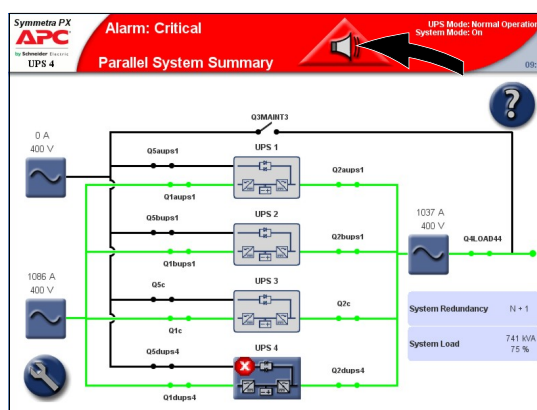 Symmetra PX
APC
by Schneider Electric
UPS 4
Alarm: Critical
Parallel System Summary
UPS Mode: Normal Operation
System Mode: On
09:
?
Q3MAINT3
0 A
400 V
Q5aups1
UPS 1
Q2aups1
Q1aups1
Q5bups1
UPS 2
Q2bups1
Q1bups1
1037 A
400 V
Q4LOAD44
1086 A
400 V
Q5c
UPS 3
Q2c
Q1c
System Redundancy N + 1
System Load 741 kVA
75 %
Q5dups4
UPS 4
Q2dups4
Q1dups4